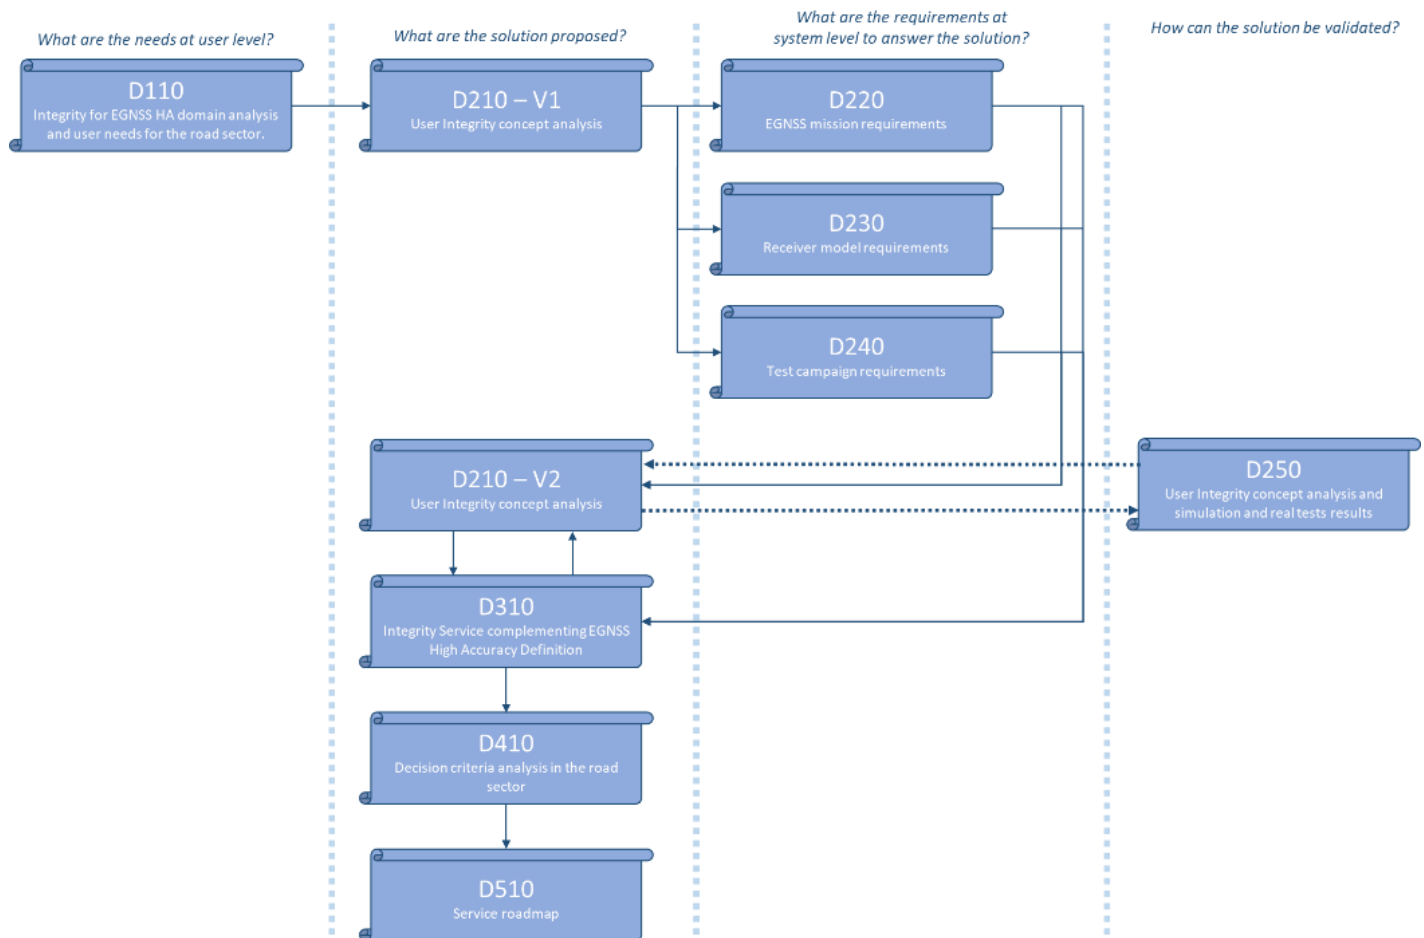 What are the needs at user level?
What are the solution proposed?
What are the requirements at
system level to answer the solution?
How can the solution be validated?
D110
Integrity for EGNSS HA domain analysis
and user needs for the road sector.
D210 – V1
User Integrity concept analysis
D220
EGNSS mission requirements
D230
Receiver model requirements
D240
Test campaign requirements
D210 – V2
User Integrity concept analysis
D250
User Integrity concept analysis and
simulation and real tests results
D310
Integrity Service complementing EGNSS
High Accuracy Definition
D410
Decision criteria analysis in the road
sector
D510
Service roadmap